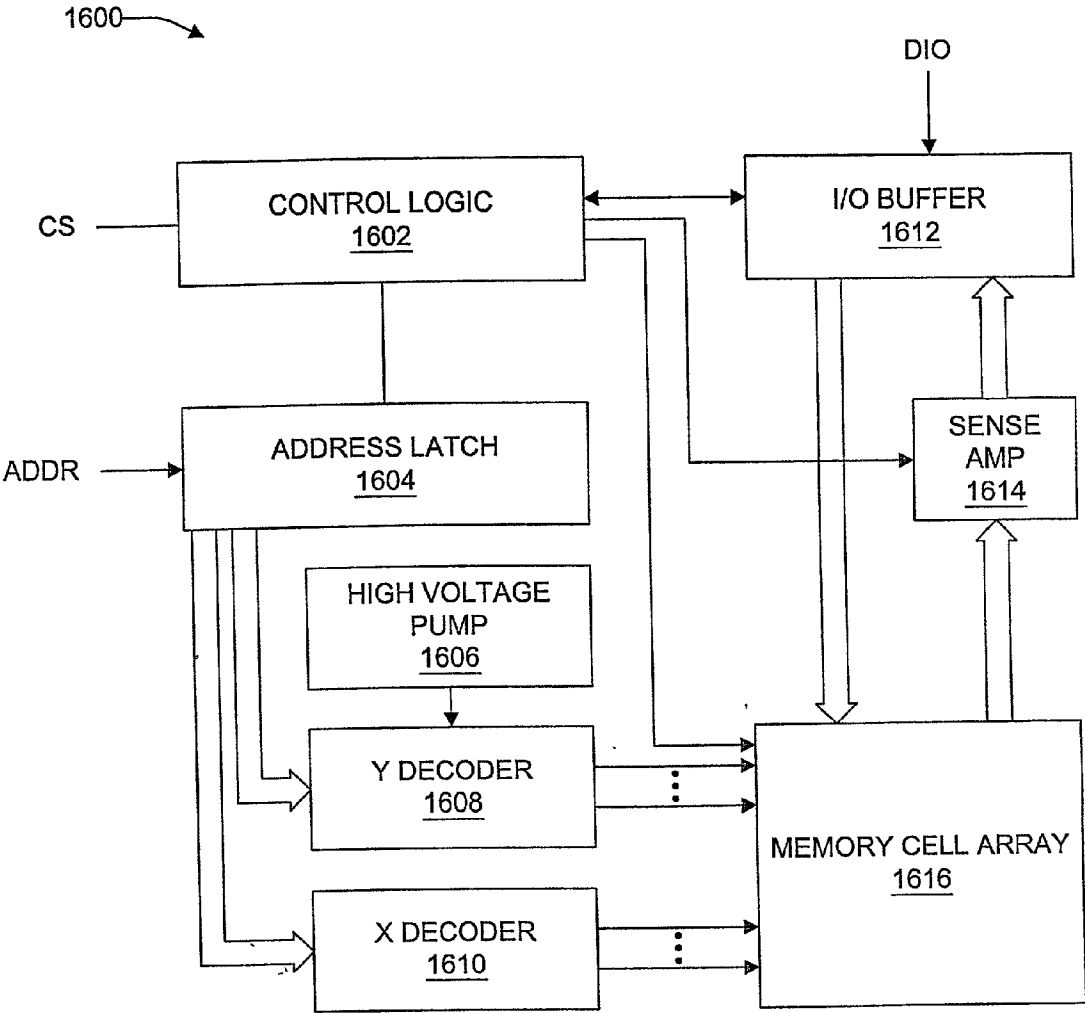 1600
DIO
CS
CONTROL LOGIC
1602
I/O BUFFER
1612
ADDR
ADDRESS LATCH
1604
SENSE
AMP
1614
HIGH VOLTAGE
PUMP
1606
Y DECODER
1608
MEMORY CELL ARRAY
1616
X DECODER
1610